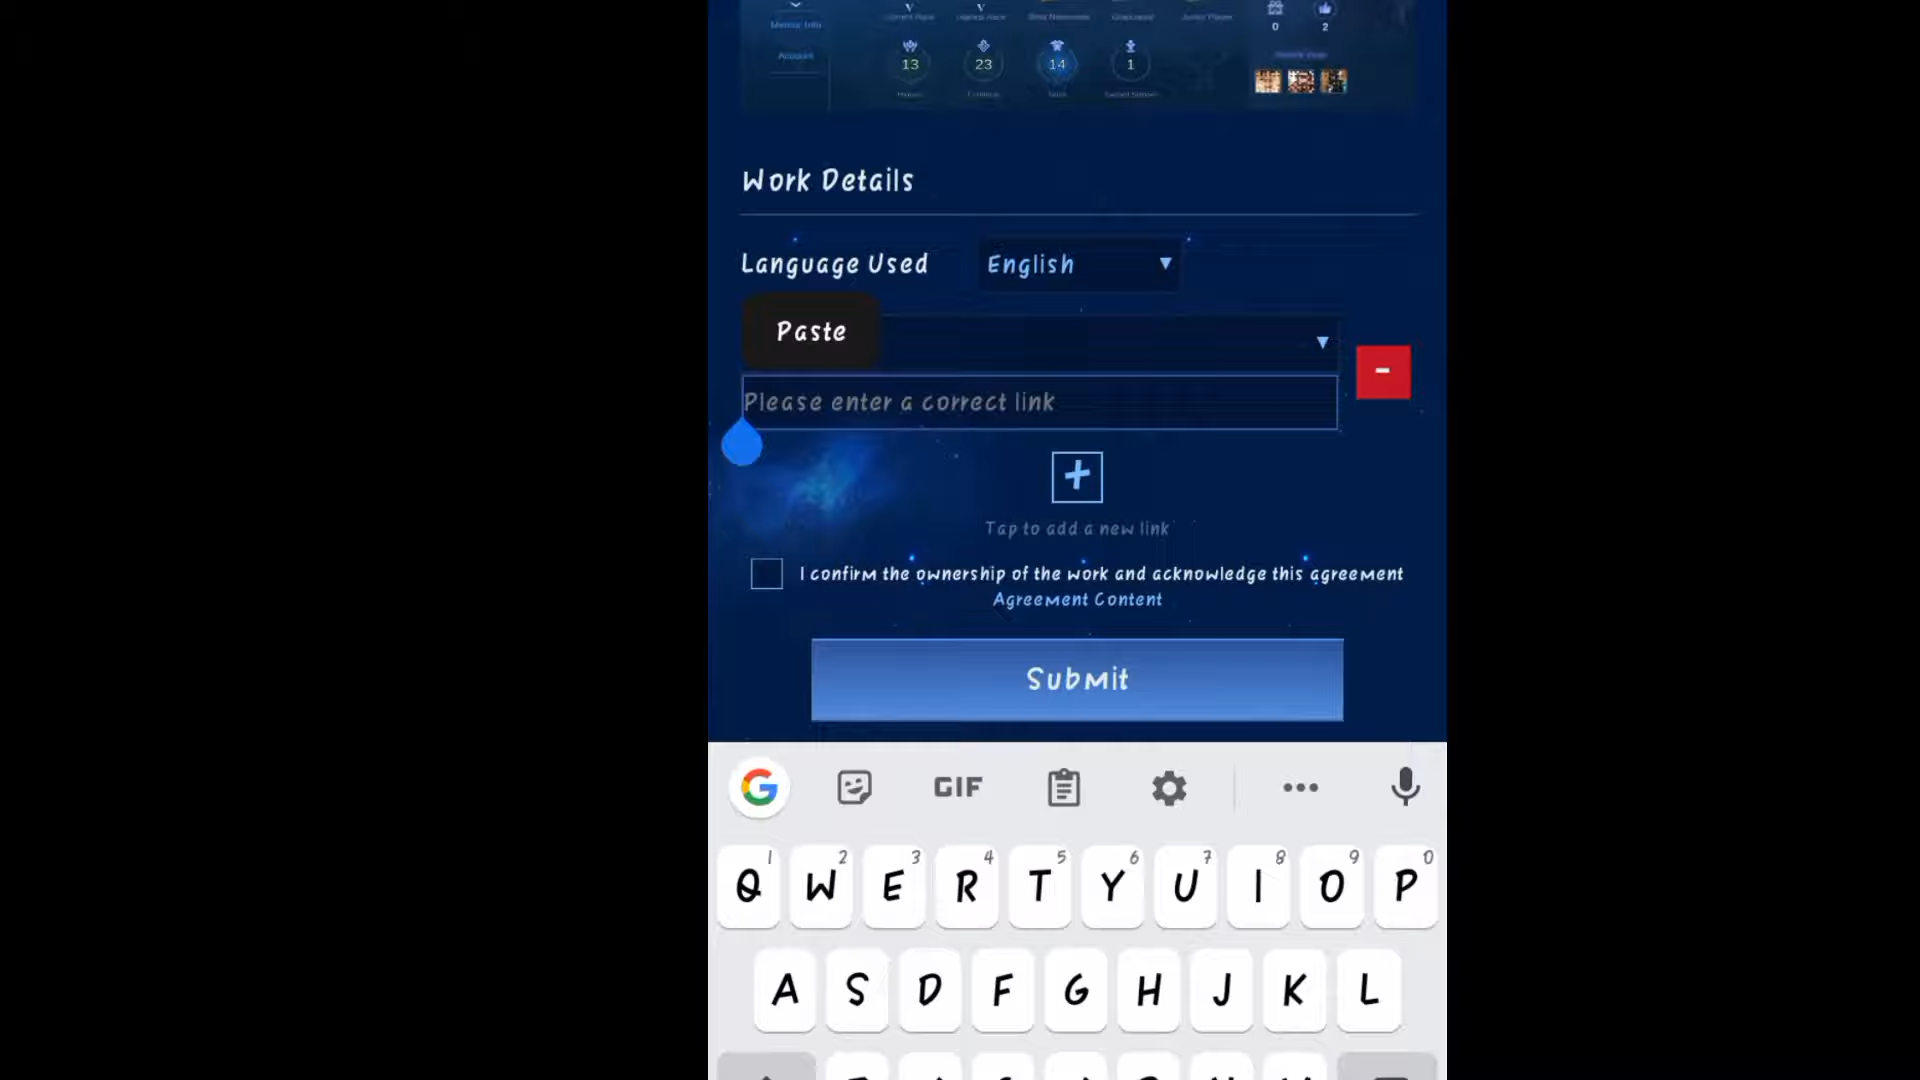 V V
0 2
Account
13 23 14 1
Work Details
Language Used English ▼
Paste
▼
-
Please enter a correct link
+
Tap to add a new link
I confirm the ownership of the work and acknowledge this agreement
Agreement Content
Submit
G GIF
1 2 3 4 5 6 7 8 9 0
Q W E R T Y U I O P
A S D F G H J K L